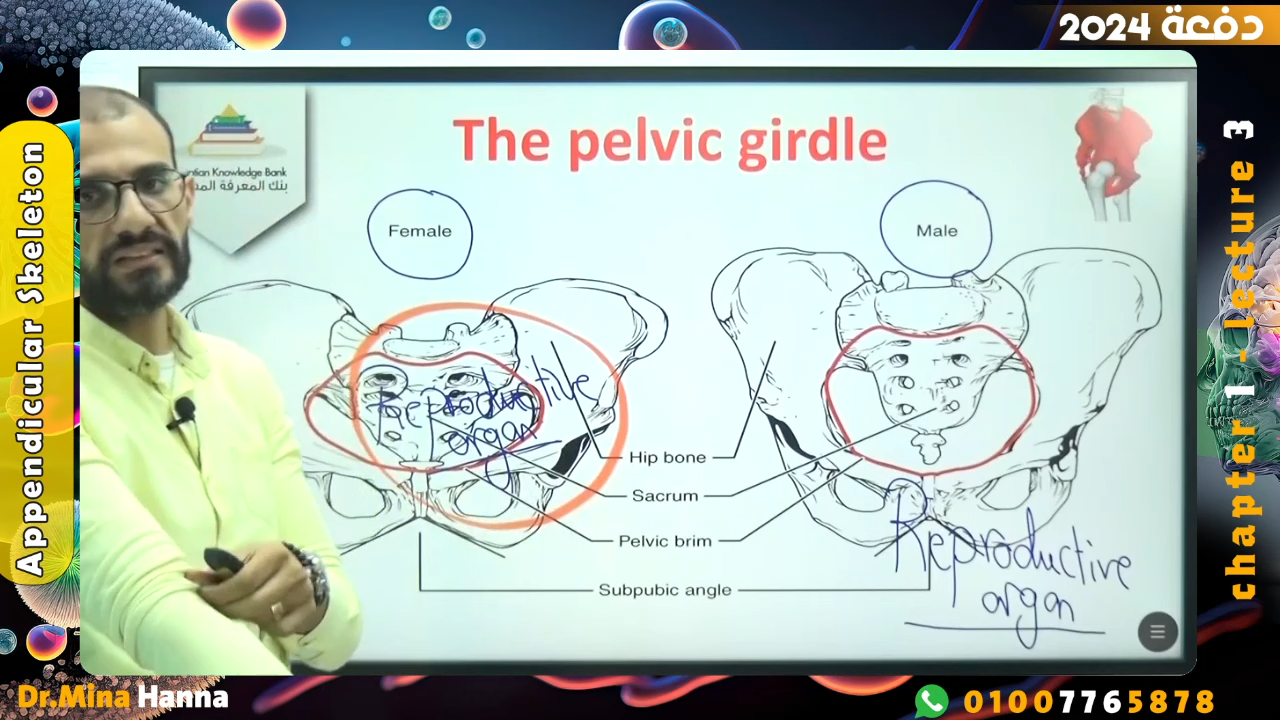 دفعة 2024
Appendicular Skeleton
chapter 1 - lecture 3
The pelvic girdle
Knowledge Bank
بنك المعرفة
Female
Male
Reproductive
organ
Hip bone
Sacrum
Pelvic brim
Subpubic angle
Reproductive
organ
Dr.Mina Hanna
01007765878